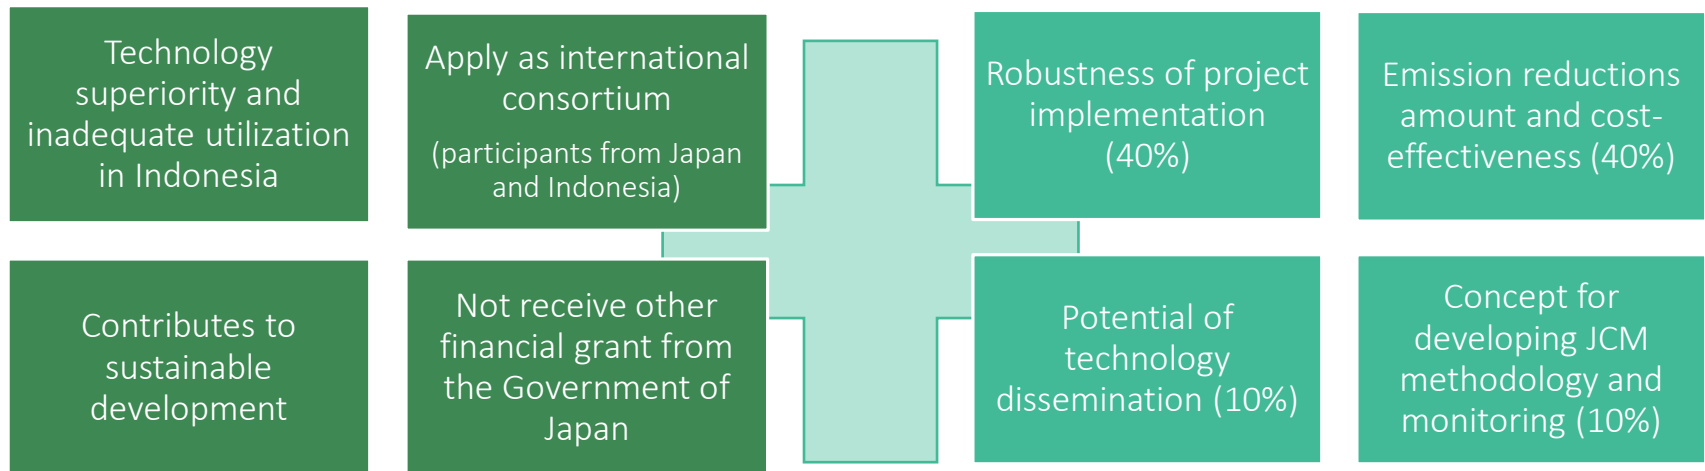 Technology
superiority and
inadequate utilization
in Indonesia
Apply as international
consortium
(participants from Japan
and Indonesia)
Robustness of project
implementation
(40%)
Emission reductions
amount and cost-
effectiveness (40%)
Contributes to
sustainable
development
Not receive other
financial grant from
the Government of
Japan
Potential of
technology
dissemination (10%)
Concept for
developing JCM
methodology and
monitoring (10%)